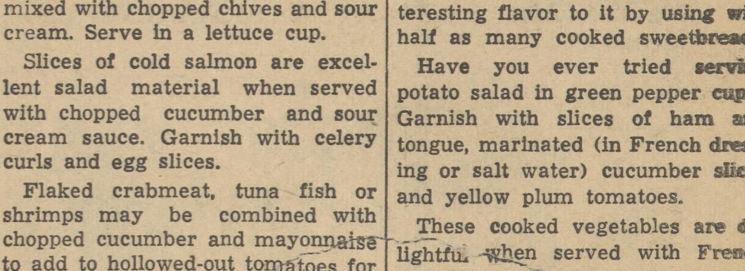 mixed with chopped chives and sour
cream. Serve in a lettuce cup.
Slices of cold salmon are excel-
lent salad material when served
with chopped cucumber and sour
cream sauce. Garnish with celery
curls and egg slices.
Flaked crabmeat, tuna fish or
shrimps may be combined with
chopped cucumber and mayonnaise
to add to hollowed-out tomatoes for
teresting flavor to it by using
half as many cooked
Have you ever tried
potato salad in green pepper
Garnish with slices of ham
tongue, marinated (in French
ing or salt water) cucumber
and yellow plum tomatoes.
These cooked vegetables are
lightful when served with